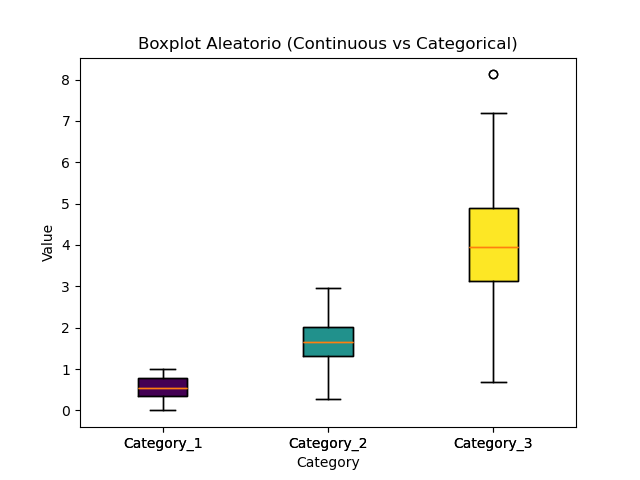 Boxplot Aleatorio (Continuous vs Categorical)
8
7
6
5
4
3
2
1
0
Value
Category_1 Category_2 Category_3
Category